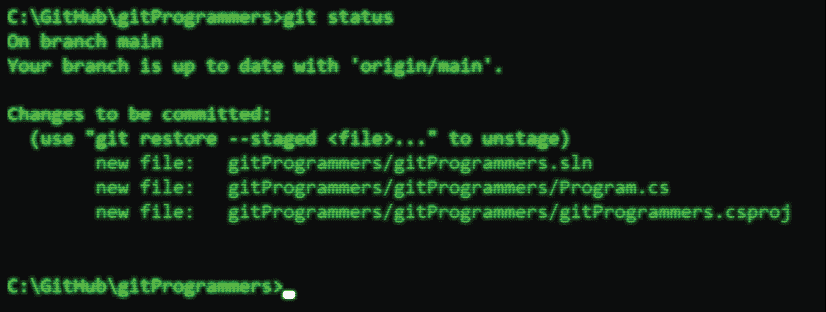 C:\GitHub\gitProgrammers>git status
On branch main
Your branch is up to date with 'origin/main'.
Changes to be committed:
(use "git restore --staged <file>..." to unstage)
new file: gitProgrammers/gitProgrammers.sln
new file: gitProgrammers/gitProgrammers/Program.cs
new file: gitProgrammers/gitProgrammers/gitProgrammers.csproj
C:\GitHub\gitProgrammers>